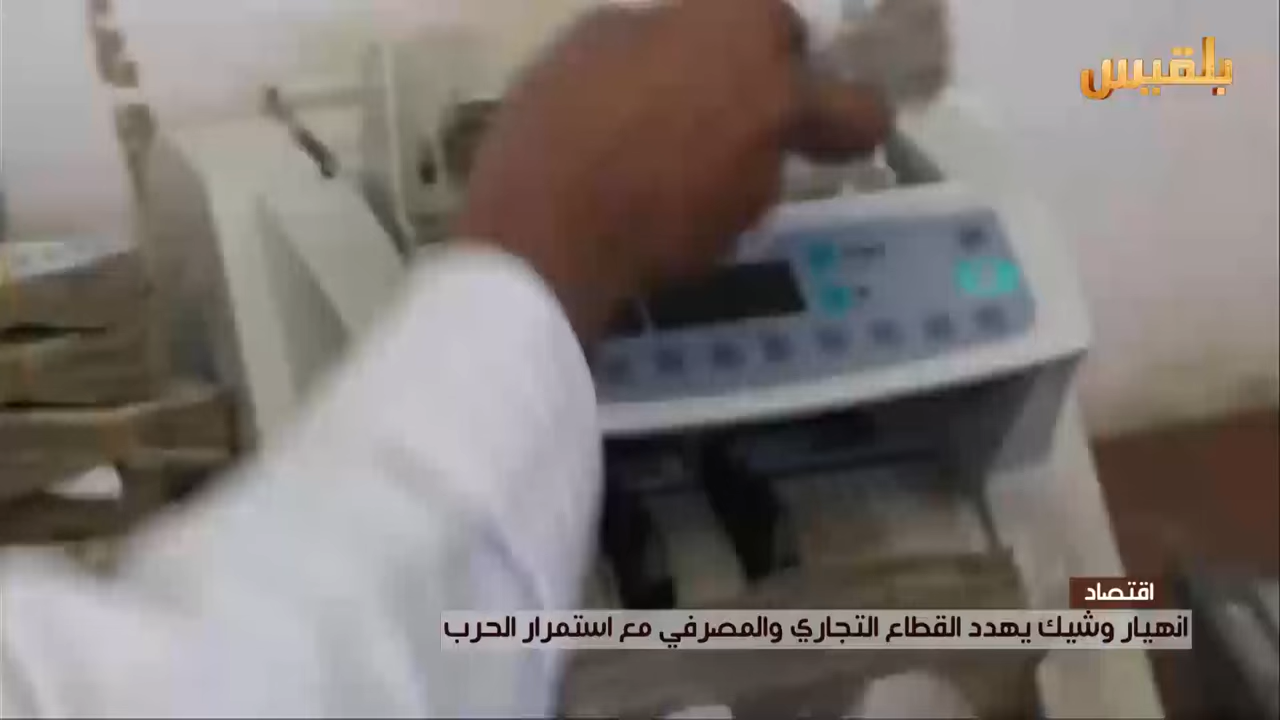 بلقيس
اقتصاد
انهيار وشيك يهدد القطاع التجاري والمصرفي مع استمرار الحرب